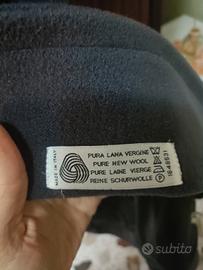 MADE IN ITALY
PURA LANA VERGINE
PURE NEW WOOL
PURE LAINE VIERGE
REINE SCHURWOLLE
P
subito